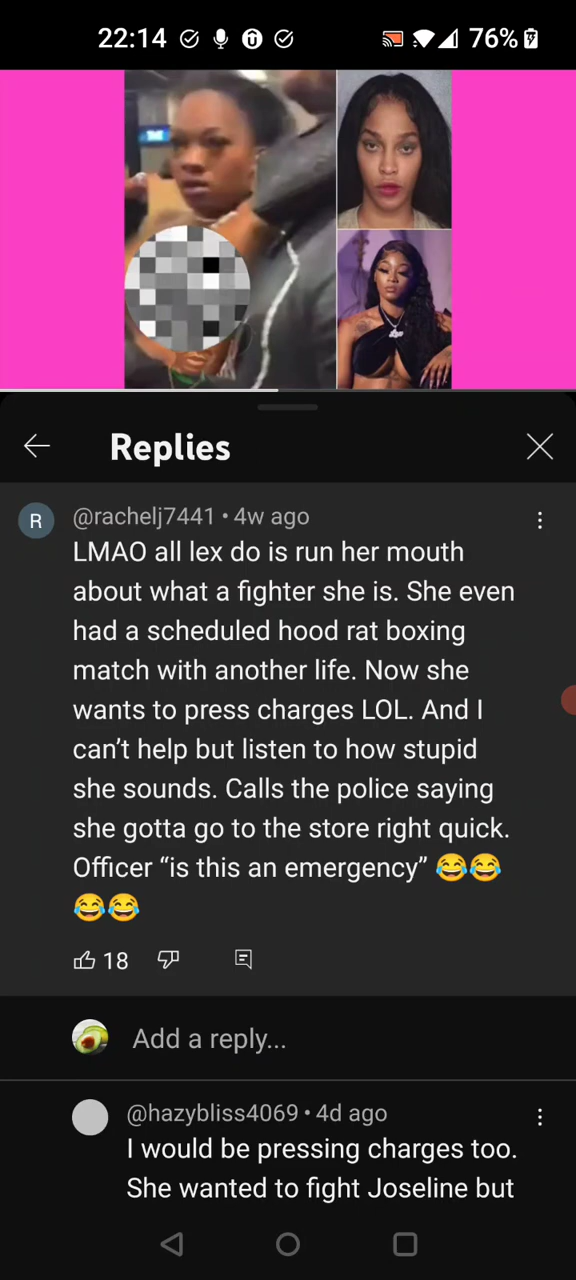 22:14
76%
Replies
R
@rachelj7441 • 4w ago
LMAO all lex do is run her mouth
about what a fighter she is. She even
had a scheduled hood rat boxing
match with another life. Now she
wants to press charges LOL. And I
can’t help but listen to how stupid
she sounds. Calls the police saying
she gotta go to the store right quick.
Officer “is this an emergency” 😂😂
😂😂
18
Add a reply...
@hazybliss4069 • 4d ago
I would be pressing charges too.
She wanted to fight Joseline but